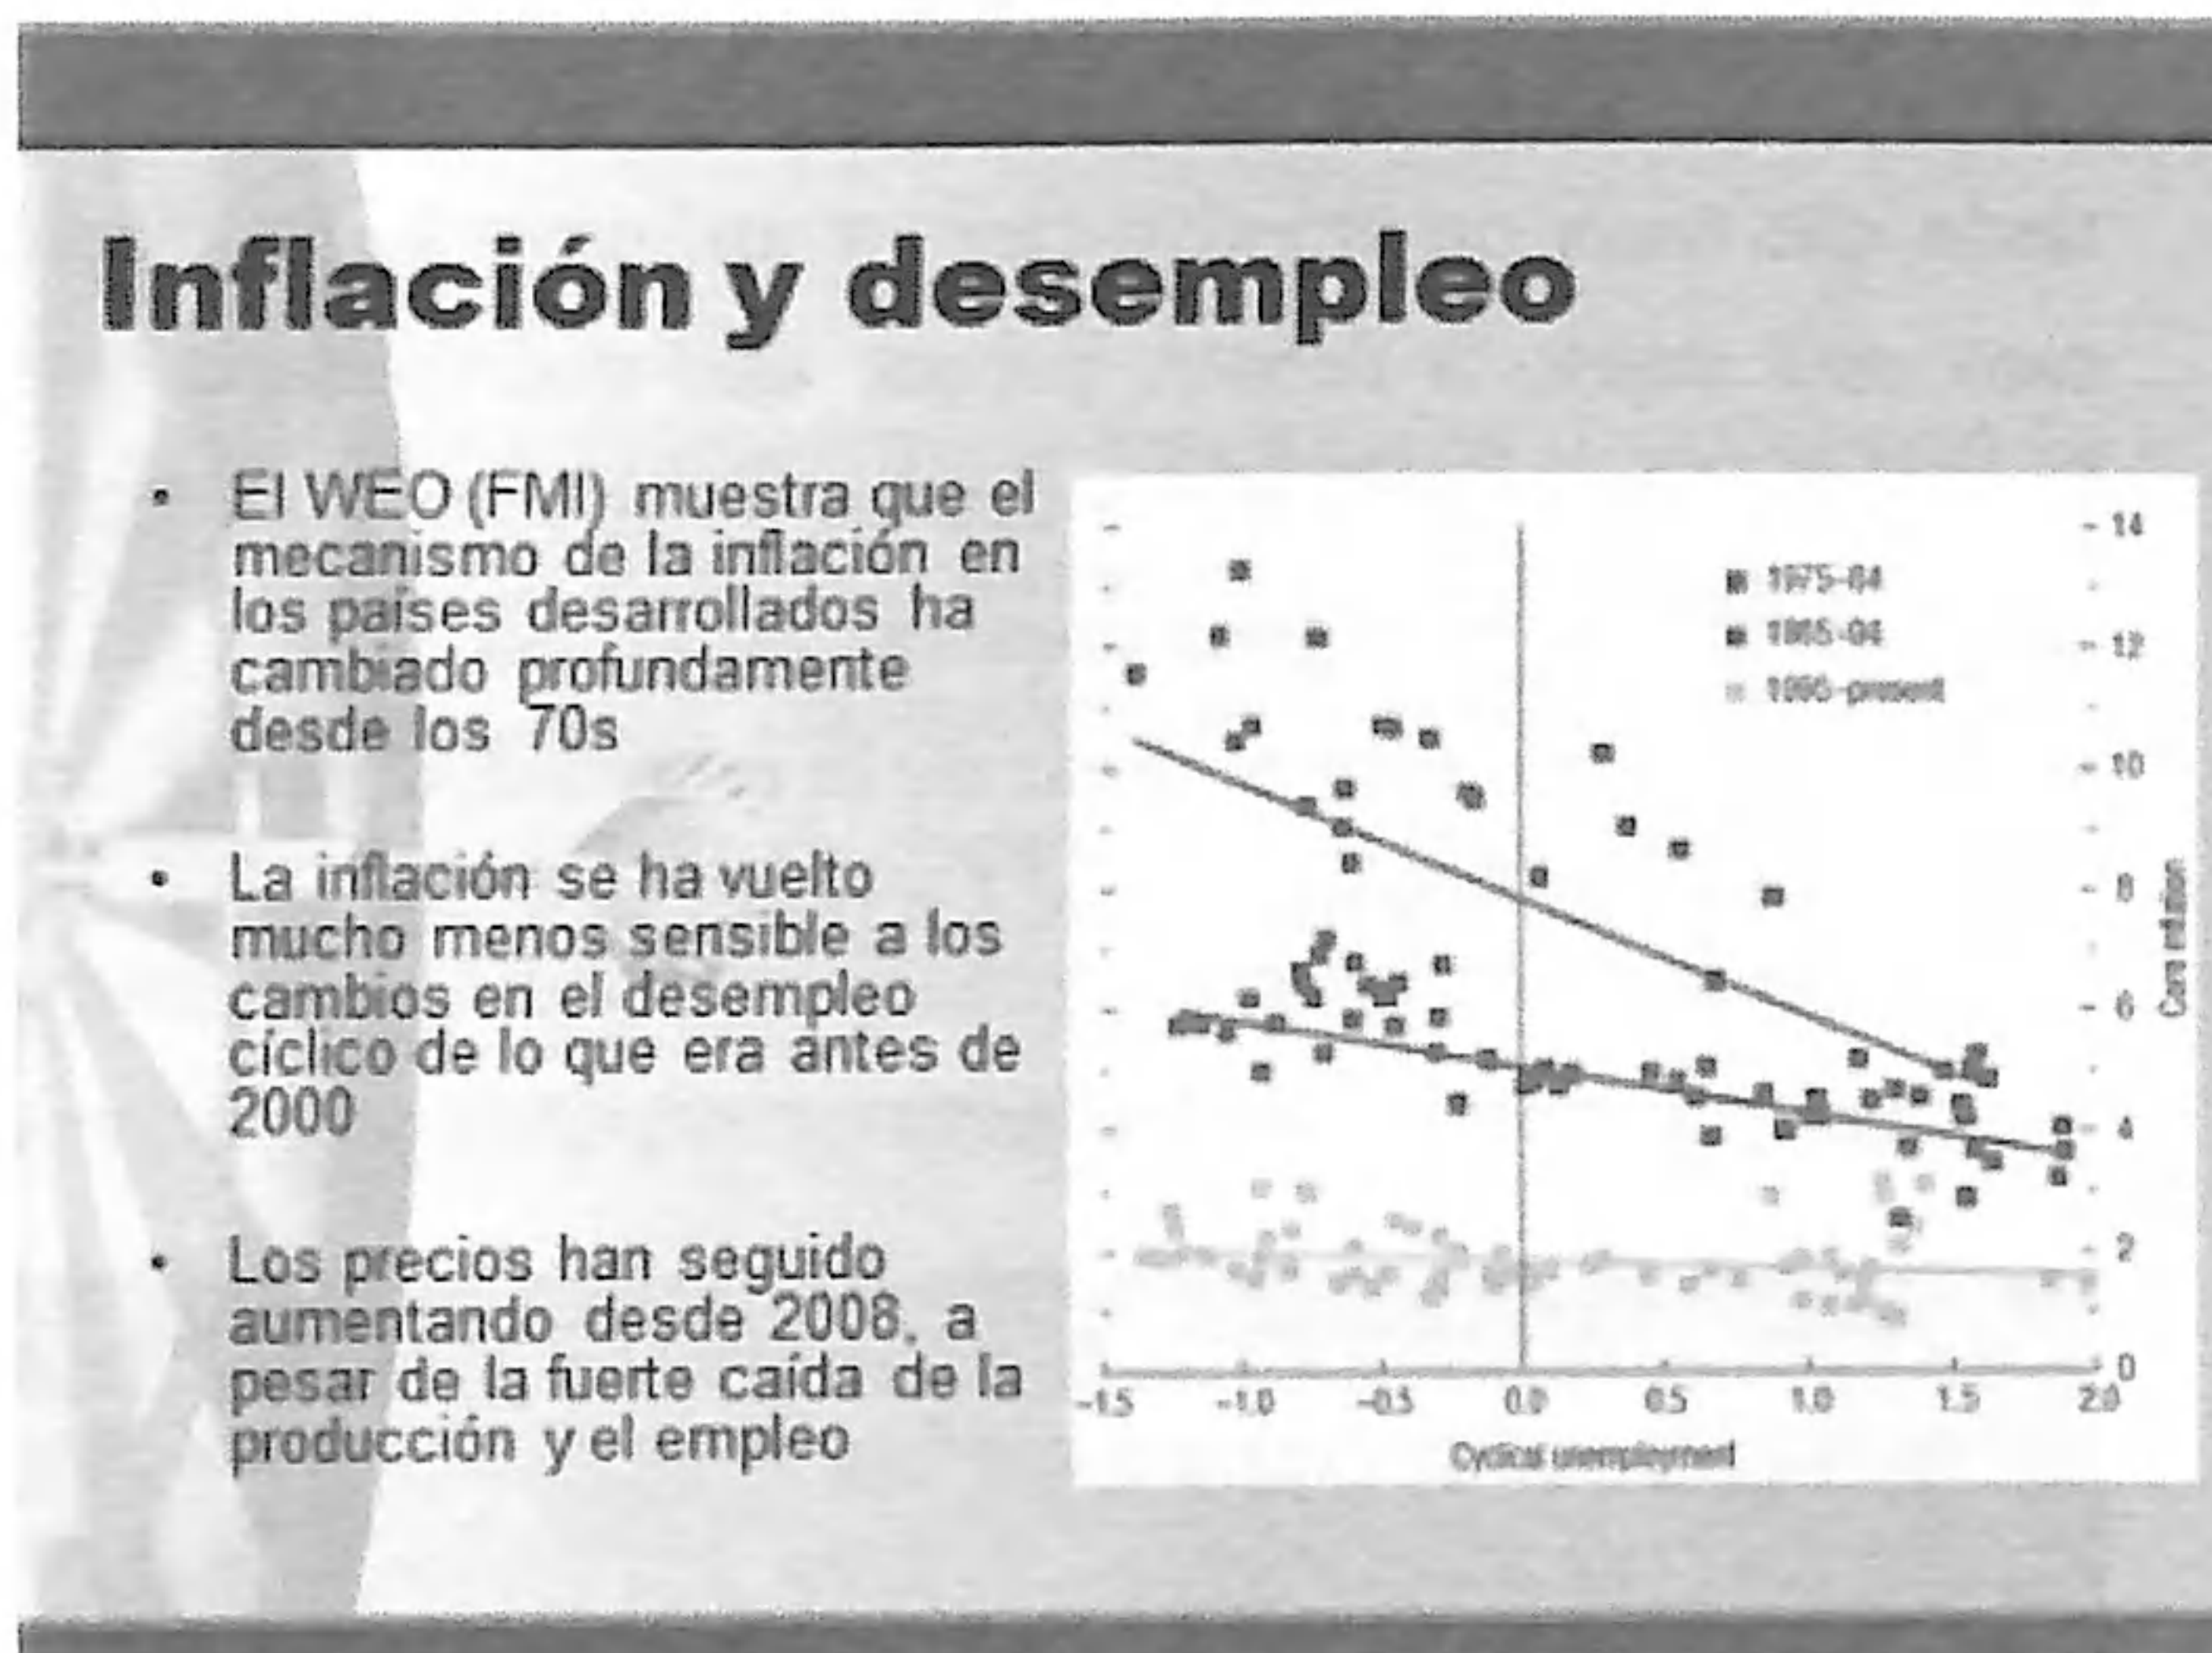 Inflación y desempleo
• El WEO (FMI) muestra que el
mecanismo de la inflación en
los países desarrollados ha
cambiado profundamente
desde los 70s
• La inflación se ha vuelto
mucho menos sensible a los
cambios en el desempleo
cíclico de lo que era antes de
2000
• Los precios han seguido
aumentando desde 2008, a
pesar de la fuerte caída de la
producción y el empleo
14
1975-84
12
10
8
6
4
2
0
Core inflation
-1.5 -1.0 -0.5 0.0 0.5 1.0 1.5 2.0
Cyclical unemployment